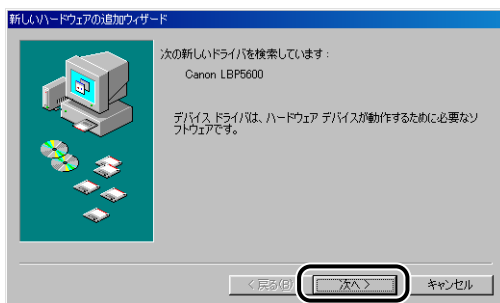 新しいハードウェアの追加ウィザード
次の新しいドライバを検索しています：
Canon LBP5600
デバイス ドライバは、ハードウェア デバイスが動作するために必要なソ
フトウェアです。
< 戻る(B) 次へ > キャンセル